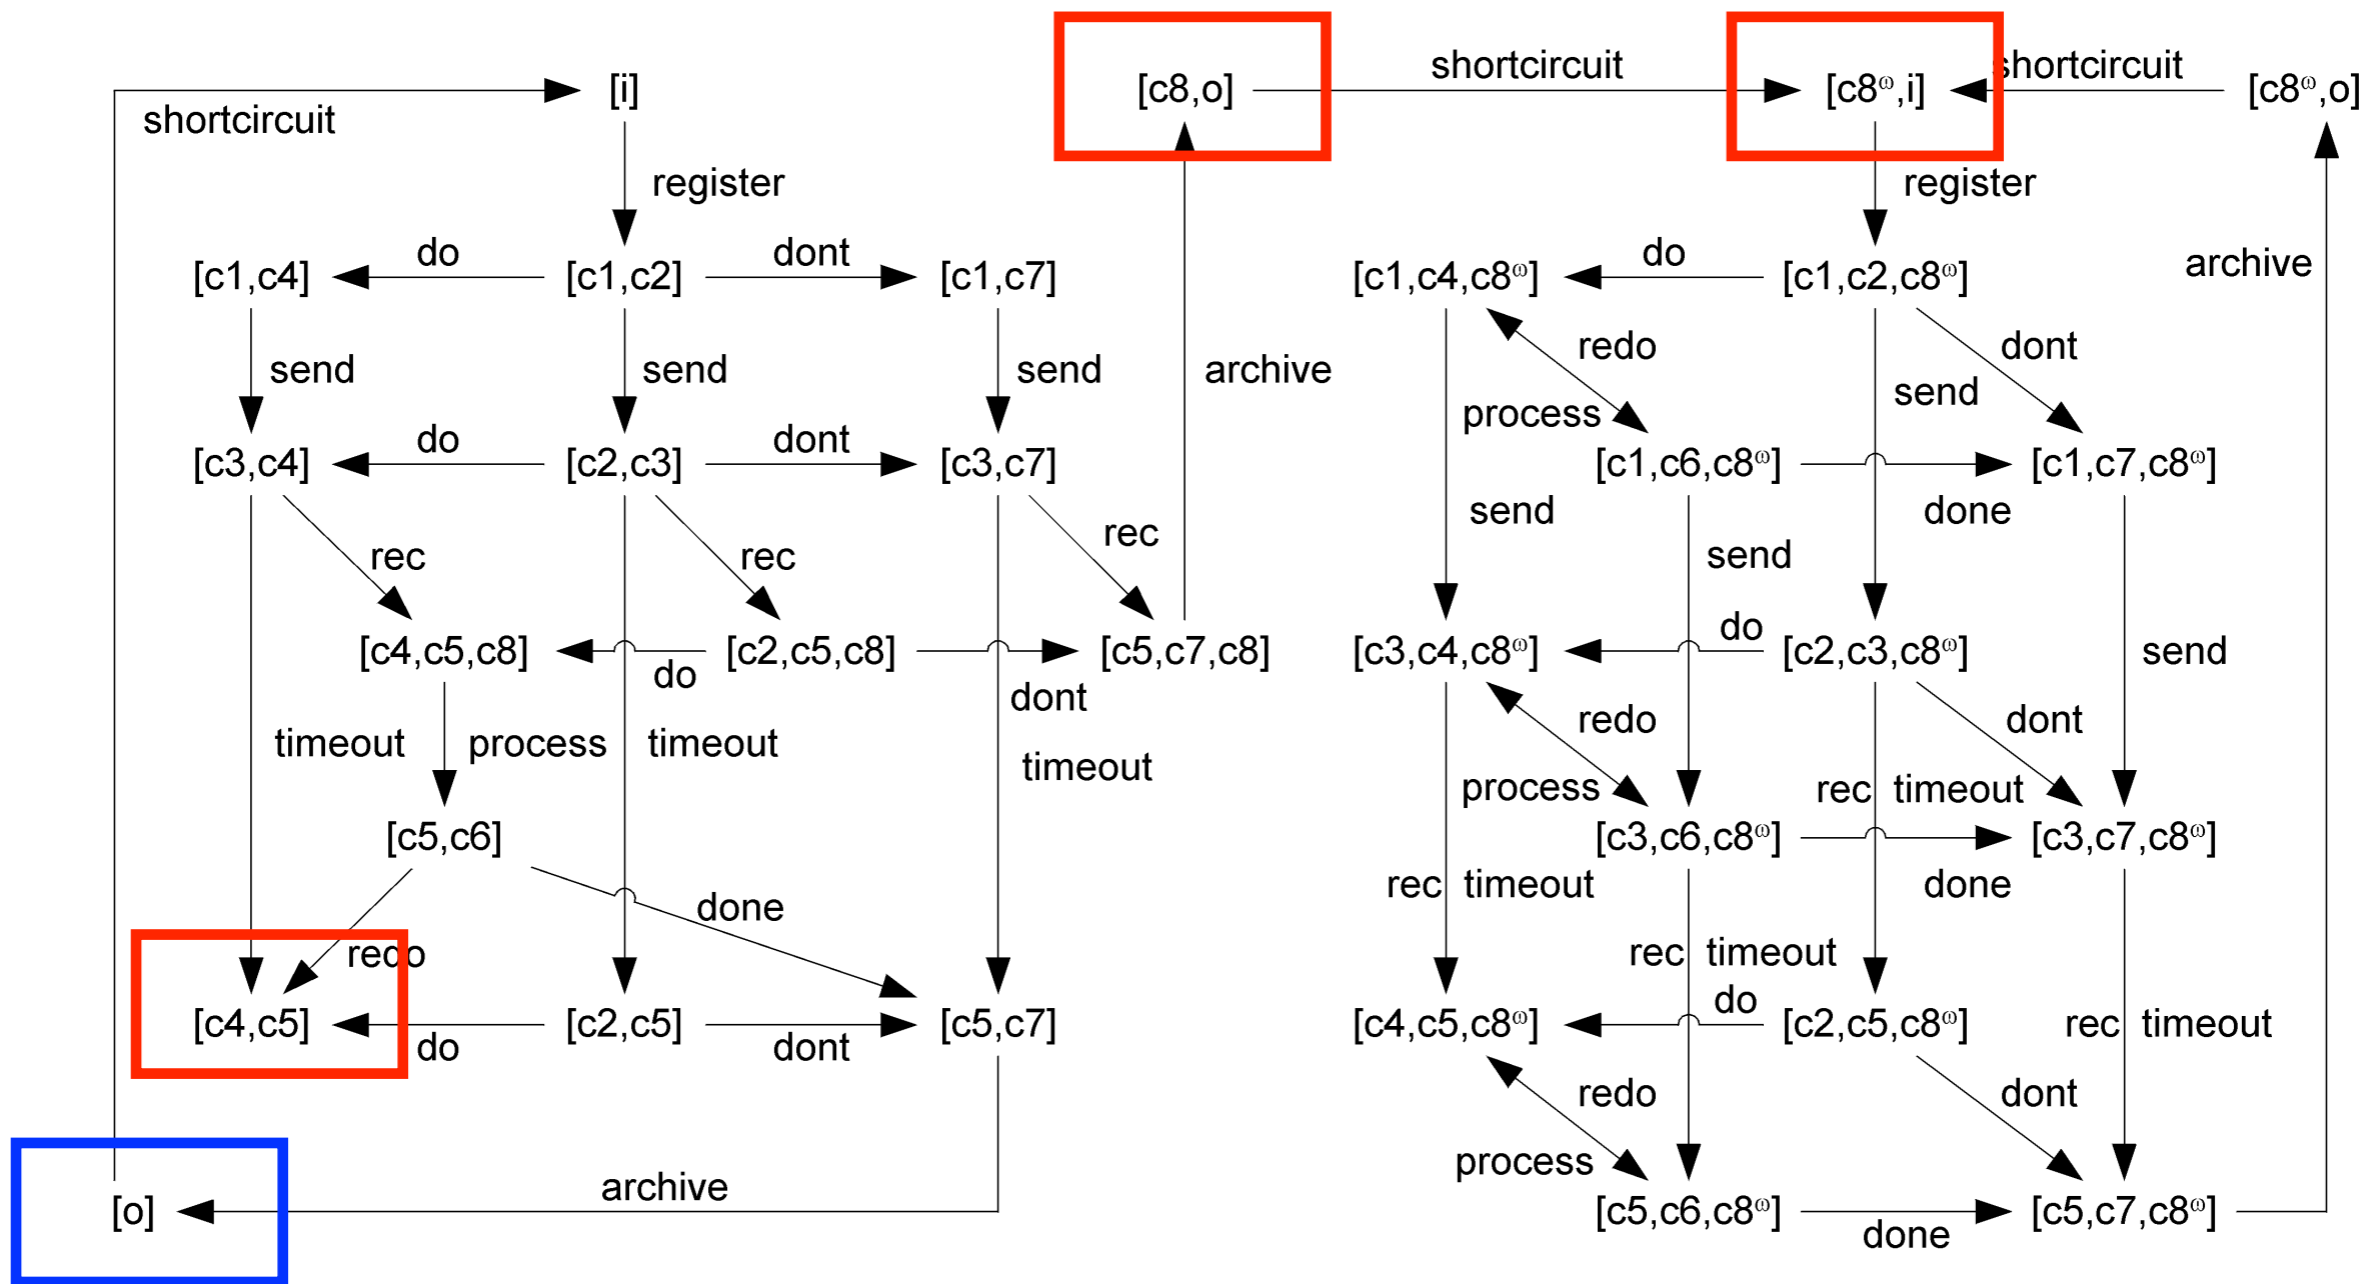 [i] [c8,o] shortcircuit [c8ω,i] shortcircuit [c8ω,o]
shortcircuit
register register
[c1,c4] do [c1,c2] dont [c1,c7] [c1,c4,c8ω] do [c1,c2,c8ω] archive
redo dont
send send send archive send
process
[c3,c4] do [c2,c3] dont [c3,c7] [c1,c6,c8ω] [c1,c7,c8ω]
send done
rec rec rec send
[c4,c5,c8] do [c2,c5,c8] dont [c5,c7,c8] [c3,c4,c8ω] do [c2,c3,c8ω] send
redo dont
timeout process timeout timeout
process rec timeout
[c5,c6] [c3,c6,c8ω] [c3,c7,c8ω]
rec timeout done
done
redo rec timeout
[c4,c5] do [c2,c5] dont [c5,c7] [c4,c5,c8ω] do [c2,c5,c8ω] rec timeout
redo dont
process
[o] archive [c5,c6,c8ω] done [c5,c7,c8ω]